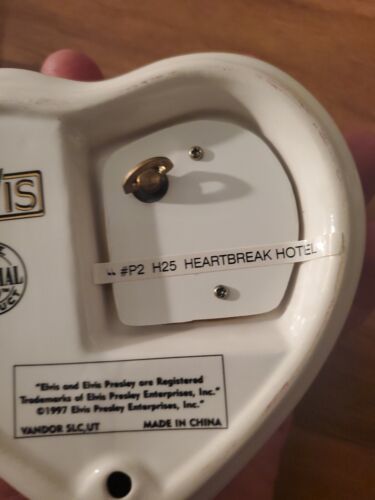 " #P2 H25 HEARTBREAK HOTEL
"Elvis and Elvis Presley are Registered
Trademarks of Elvis Presley Enterprises, Inc."
©1997 Elvis Presley Enterprises, Inc."
VANDOR SLC,UT MADE IN CHINA